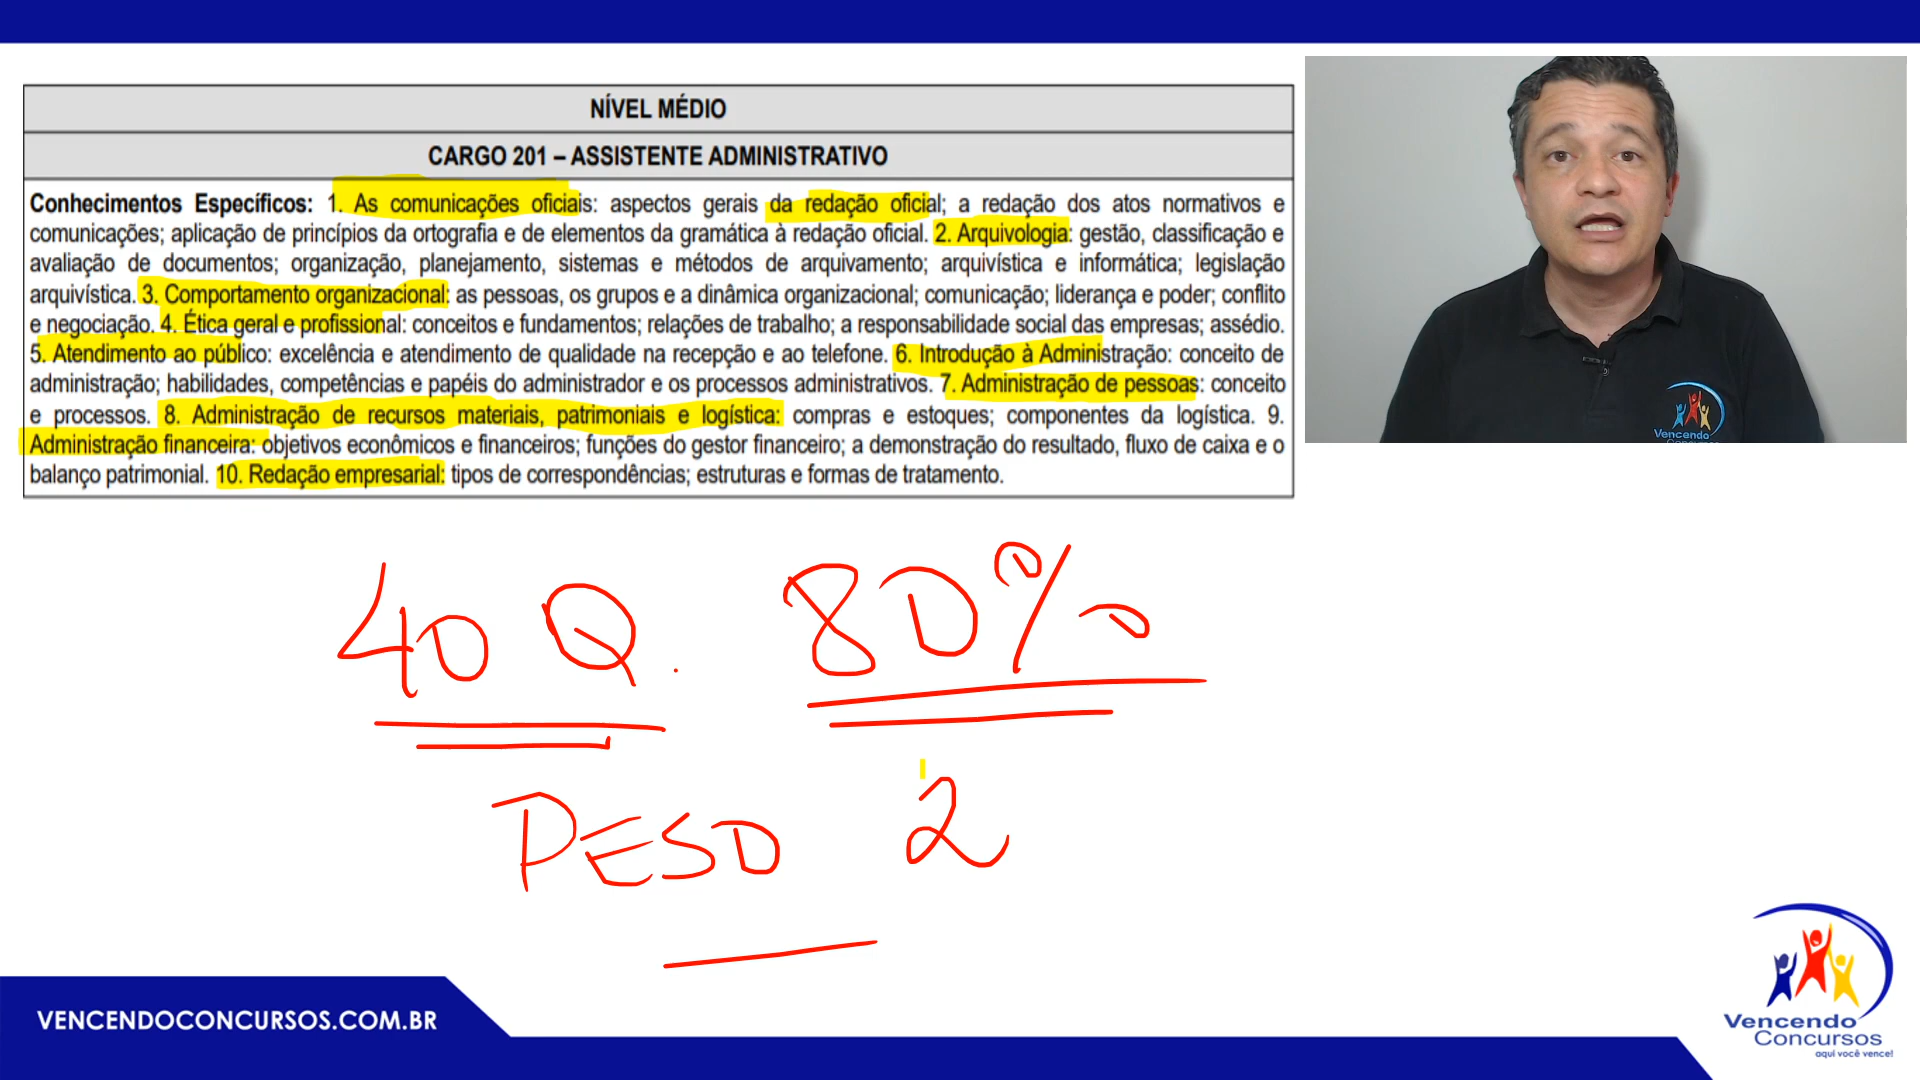 NÍVEL MÉDIO
CARGO 201 – ASSISTENTE ADMINISTRATIVO
Conhecimentos Específicos: 1. As comunicações oficiais: aspectos gerais da redação oficial; a redação dos atos normativos e
comunicações; aplicação de princípios da ortografia e de elementos da gramática à redação oficial. 2. Arquivologia: gestão, classificação e
avaliação de documentos; organização, planejamento, sistemas e métodos de arquivamento; arquivística e informática; legislação
arquivística. 3. Comportamento organizacional: as pessoas, os grupos e a dinâmica organizacional; comunicação; liderança e poder; conflito
e negociação. 4. Ética geral e profissional: conceitos e fundamentos; relações de trabalho; a responsabilidade social das empresas; assédio.
5. Atendimento ao público: excelência e atendimento de qualidade na recepção e ao telefone. 6. Introdução à Administração: conceito de
administração; habilidades, competências e papéis do administrador e os processos administrativos. 7. Administração de pessoas: conceito
e processos. 8. Administração de recursos materiais, patrimoniais e logística: compras e estoques; componentes da logística. 9.
Administração financeira: objetivos econômicos e financeiros; funções do gestor financeiro; a demonstração do resultado, fluxo de caixa e o
balanço patrimonial. 10. Redação empresarial: tipos de correspondências; estruturas e formas de tratamento.
Vencendo
Concursos
40 Q. 80%
PESO 2
VENCENDOCONCURSOS.COM.BR
Vencendo
Concursos
aqui você vence!